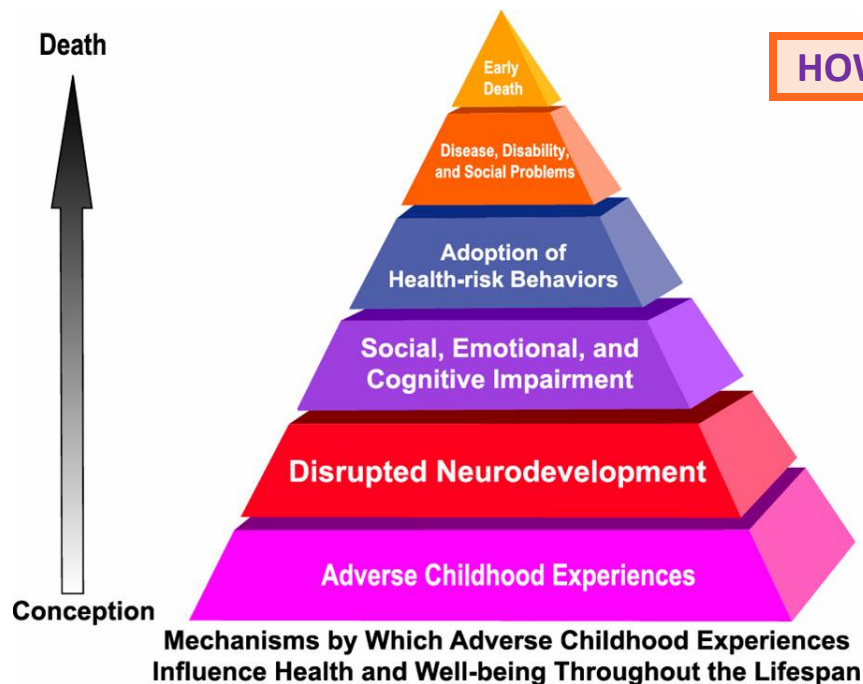 Death
HOW
Early
Death
Disease, Disability,
and Social Problems
Adoption of
Health-risk Behaviors
Social, Emotional, and
Cognitive Impairment
Disrupted Neurodevelopment
Adverse Childhood Experiences
Conception
Mechanisms by Which Adverse Childhood Experiences
Influence Health and Well-being Throughout the Lifespan